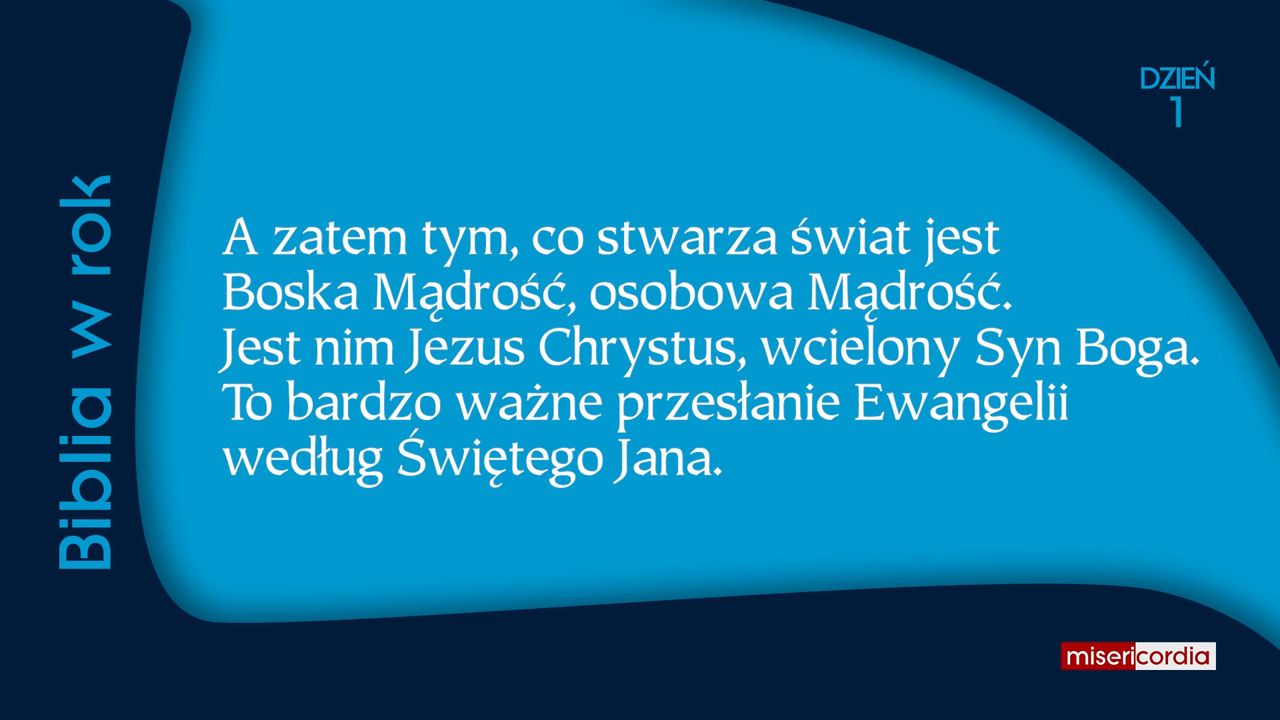 DZIEŃ
1
Biblia w rok
A zatem tym, co stwarza świat jest
Boska Mądrość, osobowa Mądrość.
Jest nim Jezus Chrystus, wcielony Syn Boga.
To bardzo ważne przesłanie Ewangelii
według Świętego Jana.
misericordia